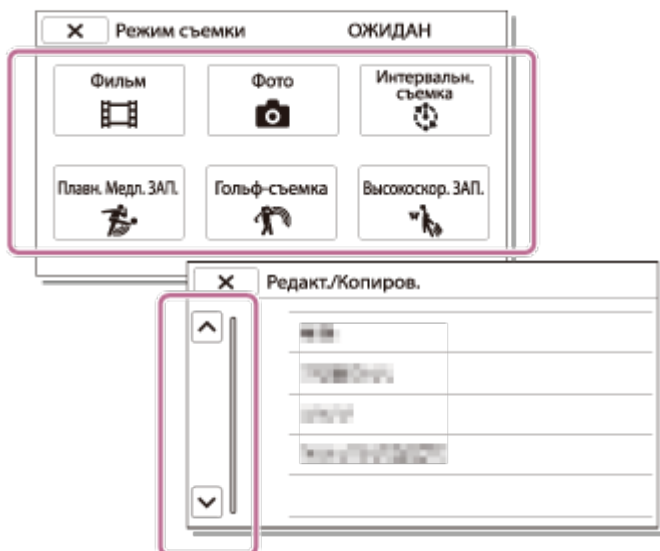 Режим съемки ОЖИДАН
Фильм
Фото
Интервальн.
съемка
Плавн. Медл. ЗАП.
Гольф-съемка
Высокоскор. ЗАП.
Редакт./Копиров.